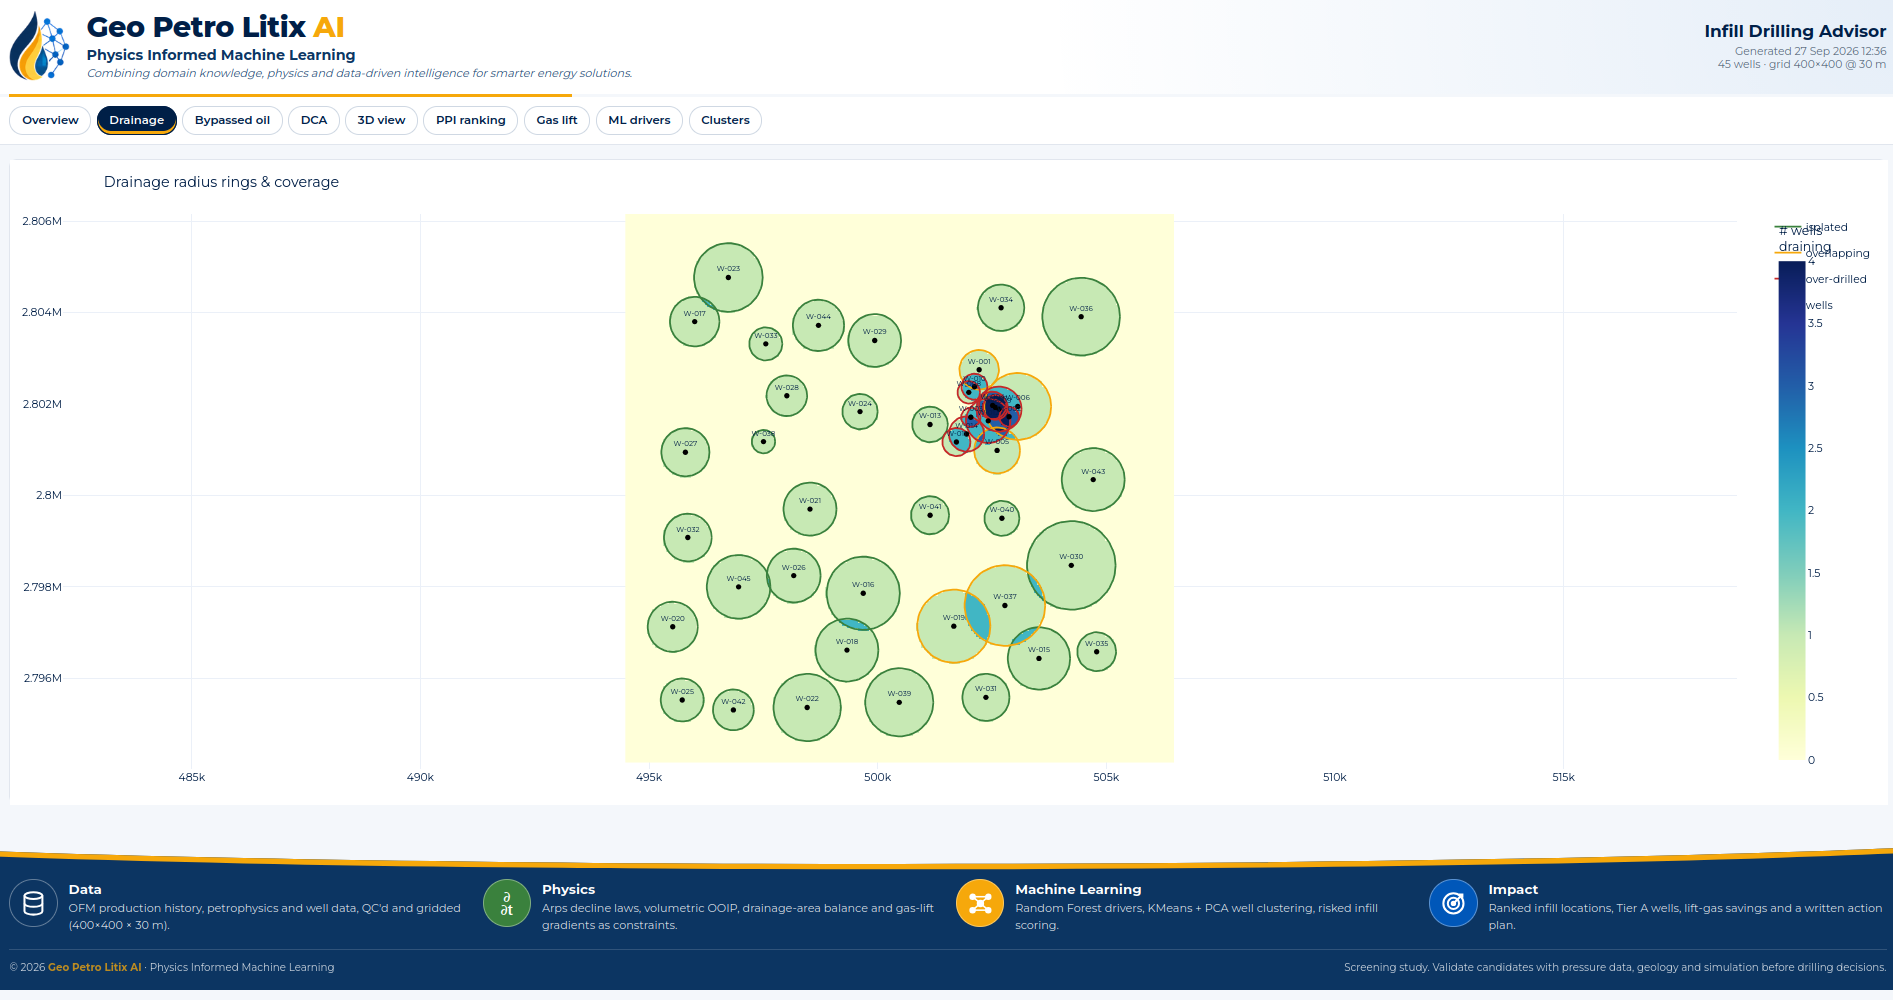 Geo Petro Litix AI
Physics Informed Machine Learning
Combining domain knowledge, physics and data-driven intelligence for smarter energy solutions.
Infill Drilling Advisor
Generated 27 Sep 2026 12:36
45 wells · grid 400×400 @ 30 m
Overview
Drainage
Bypassed oil
DCA
3D view
PPI ranking
Gas lift
ML drivers
Clusters
Drainage radius rings & coverage
2.806M
2.804M
2.802M
2.8M
2.798M
2.796M
485k
490k
495k
500k
505k
510k
515k
W-023
W-017
W-033
W-044
W-029
W-034
W-036
W-001
W-028
W-024
W-013
W-006
W-005
W-038
W-027
W-043
W-021
W-041
W-040
W-032
W-030
W-045
W-026
W-016
W-037
W-019
W-020
W-018
W-015
W-035
W-025
W-042
W-022
W-039
W-031
isolated
# wells
draining
overlapping
over-drilled
wells
4
3.5
3
2.5
2
1.5
1
0.5
0
Data
OFM production history, petrophysics and well data, QC'd and gridded
(400×400 × 30 m).
∂
∂t
Physics
Arps decline laws, volumetric OOIP, drainage-area balance and gas-lift
gradients as constraints.
Machine Learning
Random Forest drivers, KMeans + PCA well clustering, risked infill
scoring.
Impact
Ranked infill locations, Tier A wells, lift-gas savings and a written action
plan.
© 2026 Geo Petro Litix AI · Physics Informed Machine Learning
Screening study. Validate candidates with pressure data, geology and simulation before drilling decisions.